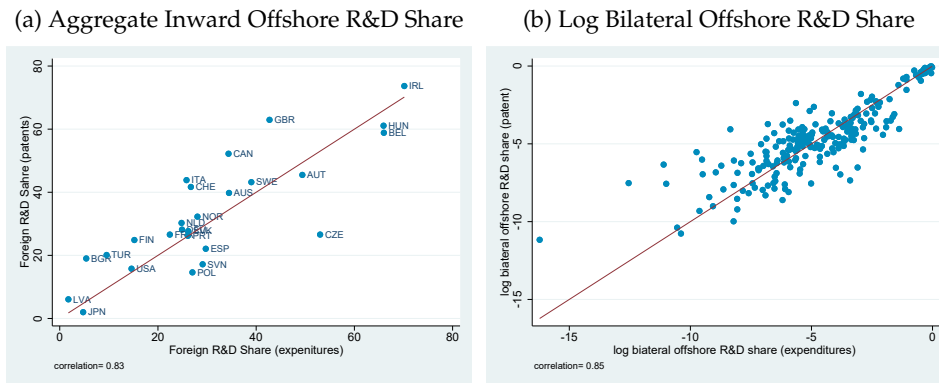 (a) Aggregate Inward Offshore R&D Share
(b) Log Bilateral Offshore R&D Share
Foreign R&D Sahre (patents)
80
60
40
20
0
IRL
GBR
HUN
BEL
CAN
AUT
ITA
CHE
SWE
AUS
NOR
NLD
SVK
FIN
PRT
CZE
ESP
TUR
BGR
USA
SVN
POL
LVA
JPN
0
20
40
60
80
Foreign R&D Share (expenitures)
correlation= 0.83
log biateral offshore R&D share (patent)
0
-5
-10
-15
-15
-10
-5
0
log biateral offshore R&D share (expenditures)
correlation= 0.85